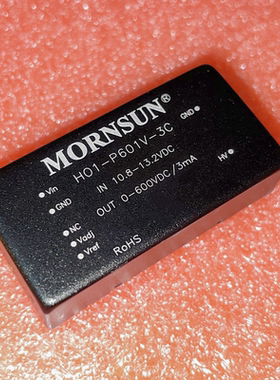 MORNSUN®
H01-P601V-3C
IN 10.8-13.2VDC
OUT 0-600VDC/3mA
Vin
GND
NC
Vadj
Vref
RoHS
GND
HV